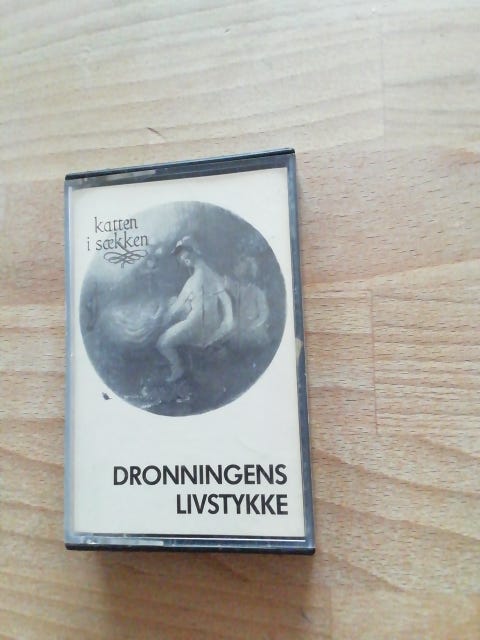 katten
i sækken
DRONNINGENS
LIVSTYKKE